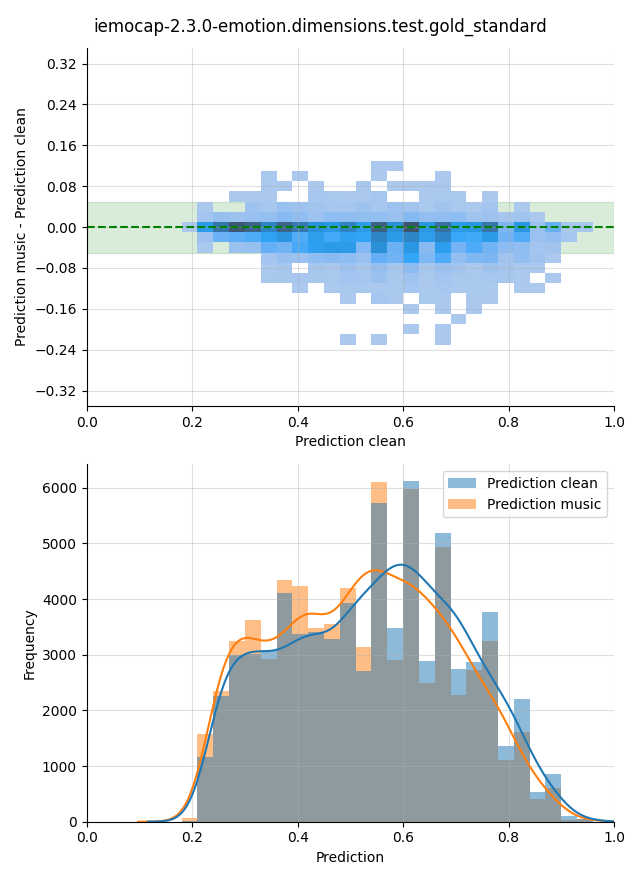 iemocap-2.3.0-emotion.dimensions.test.gold_standard
0.32
0.24
0.16
0.08
0.00
−0.08
−0.16
−0.24
−0.32
Prediction music - Prediction clean
0.0 0.2 0.4 0.6 0.8 1.0
Prediction clean
Prediction clean
Prediction music
6000
5000
4000
3000
2000
1000
0
Frequency
0.0 0.2 0.4 0.6 0.8 1.0
Prediction